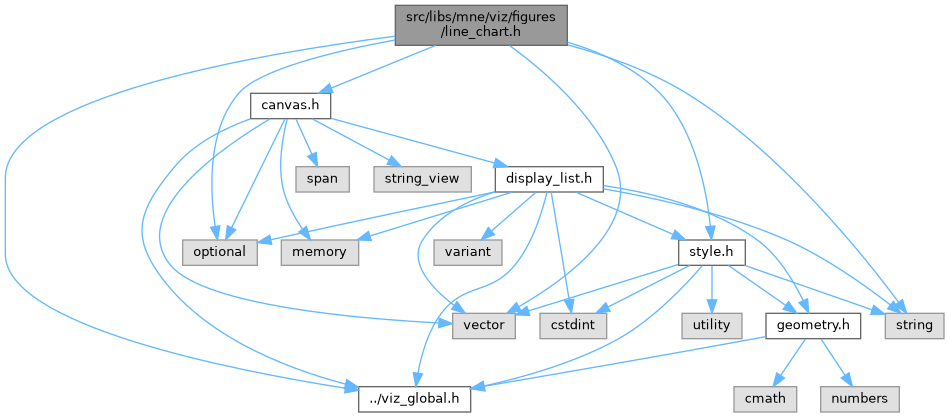 src/libs/mne/viz/figures
/line_chart.h
canvas.h
span
string_view
display_list.h
optional
memory
variant
style.h
vector
cstdint
utility
geometry.h
string
../viz_global.h
cmath
numbers